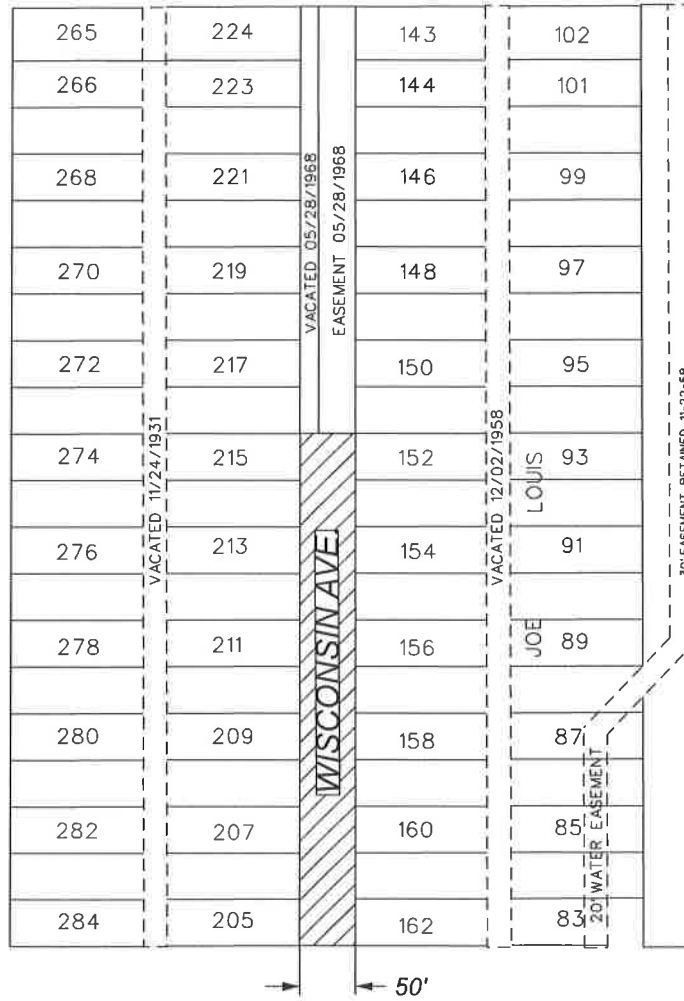 265 224 143 102
266 223 144 101
268 221 146 99
270 219 148 97
272 217 150 95
274 215 152 93
276 213 154 91
278 211 156 89
280 209 158 87
282 207 160 85
284 205 162 83
VACATED 11/24/1931
VACATED 05/28/1968
EASEMENT 05/28/1968
WISCONSIN AVE.
VACATED 12/02/1958
JOE LOUIS
20' WATER EASEMENT
EASEMENT RETAINED
50'